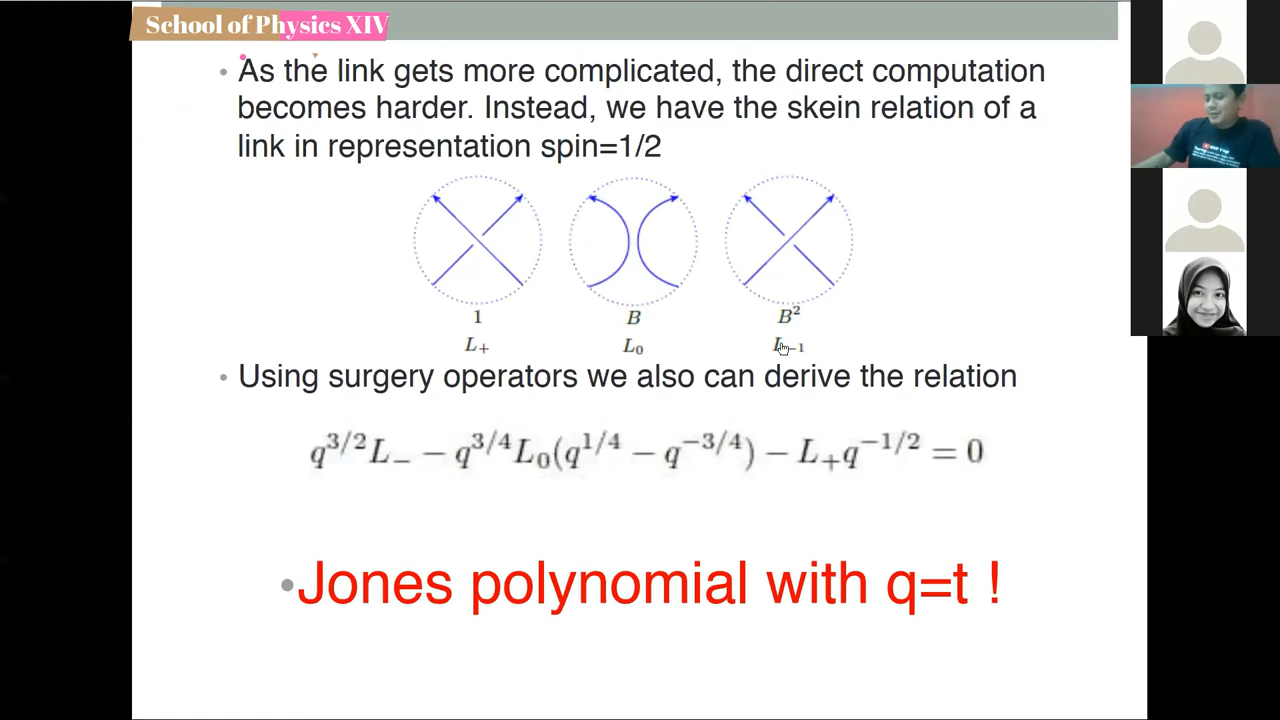 School of Physics XIV
• As the link gets more complicated, the direct computation
becomes harder. Instead, we have the skein relation of a
link in representation spin=1/2
1 B B²
L₊ L₀ L₋₁
• Using surgery operators we also can derive the relation
q^{3/2}L₋ − q^{3/4}L₀(q^{1/4} − q^{−3/4}) − L₊q^{−1/2} = 0
•Jones polynomial with q=t !